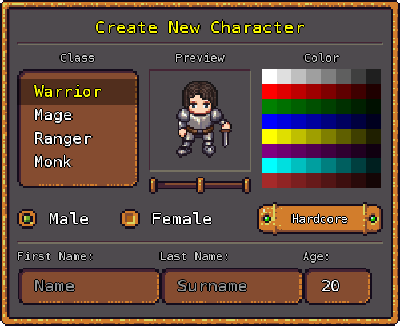 Create New Character
Class
Preview
Color
Warrior
Mage
Ranger
Monk
Male
Female
Hardcore
First Name:
Last Name:
Age:
Name
Surname
20